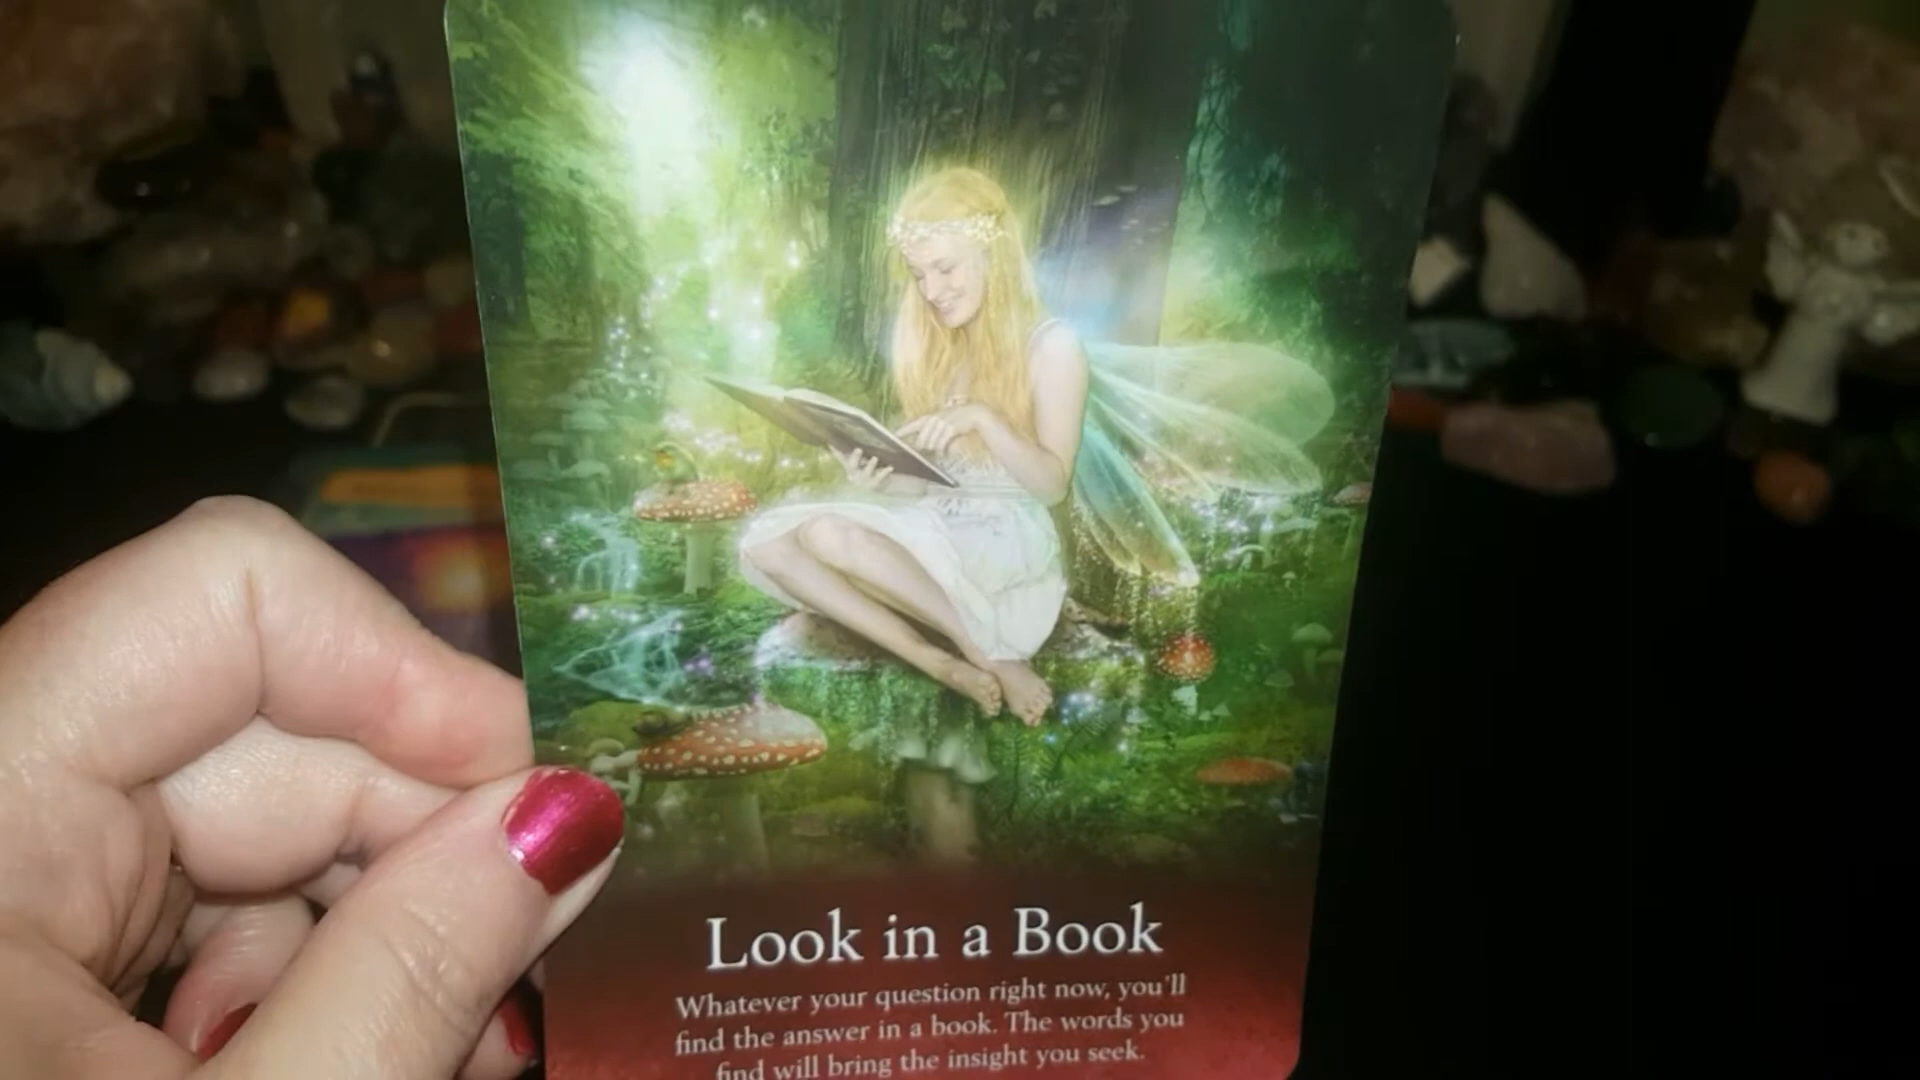 Look in a Book
Whatever your question right now, you'll
find the answer in a book. The words you
find will bring the insight you seek.